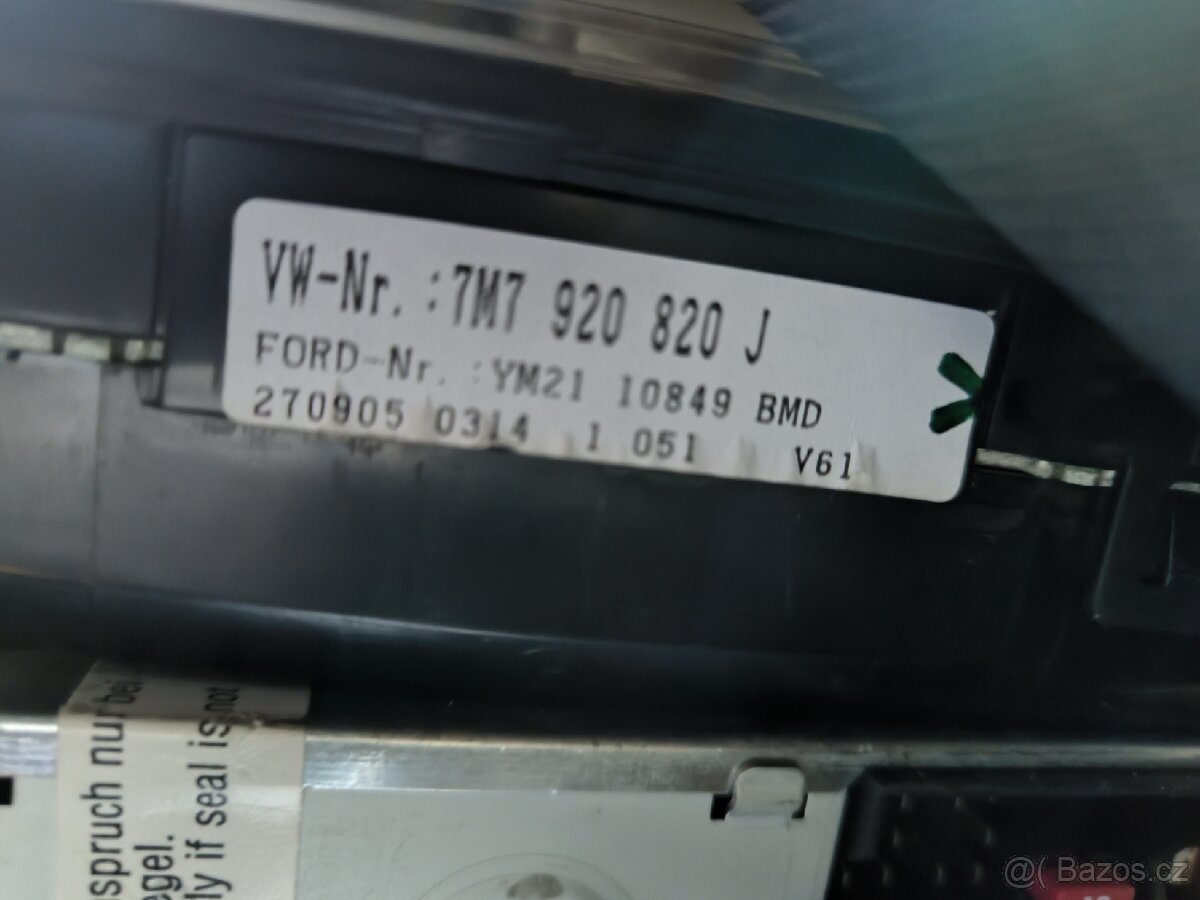 VW-Nr. :7M7 920 820 J
FORD-Nr. :YM21 10849 BMD
270905 0314 1 051 V61
spruch nur bei
egel.
ly if seal is not
@( Bazos.cz